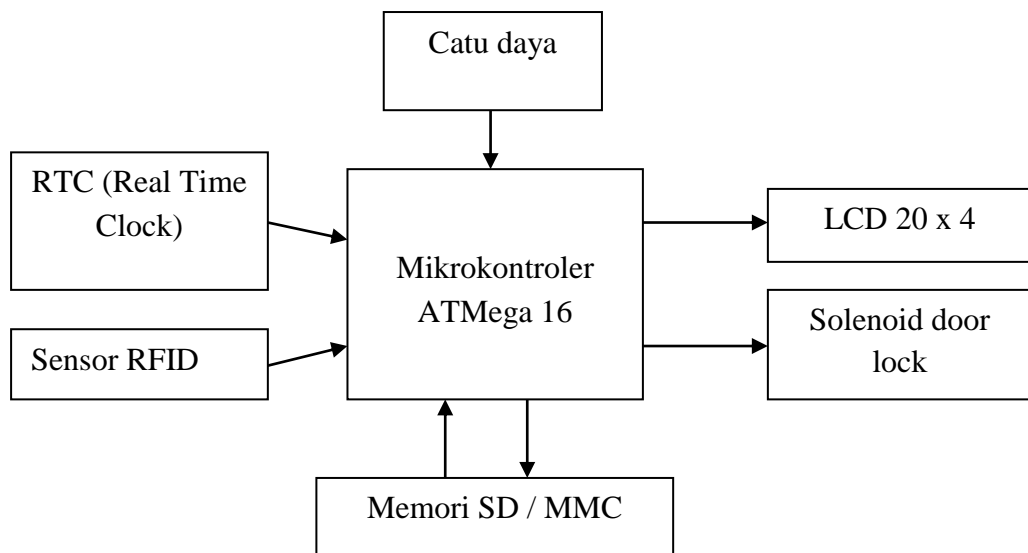 Catu daya
RTC (Real Time
Clock)
Mikrokontroler
ATMega 16
LCD 20 x 4
Sensor RFID
Solenoid door
lock
Memori SD / MMC